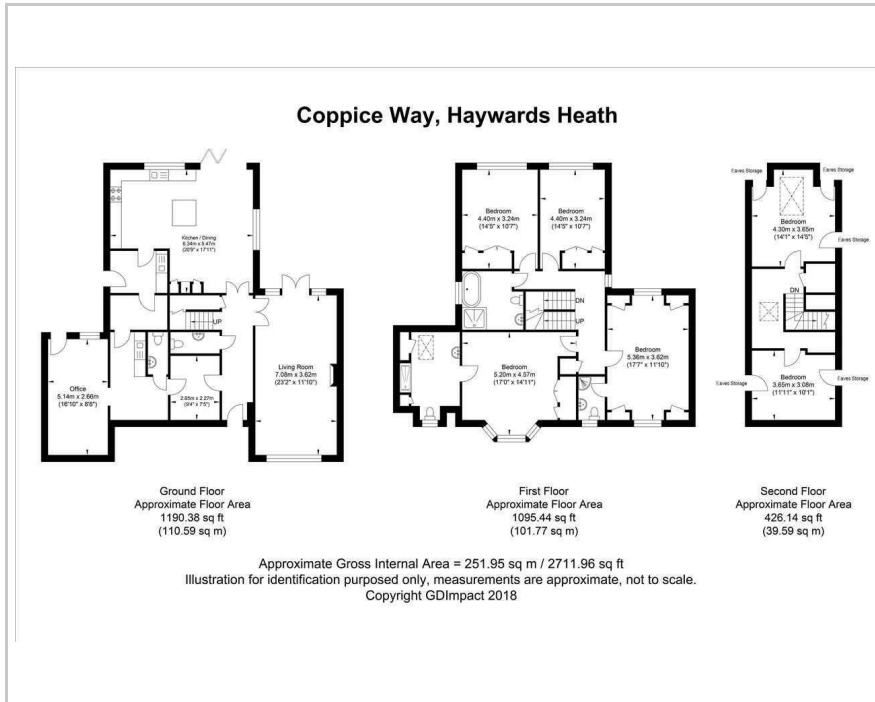 Coppice Way, Haywards Heath
Kitchen / Dining
6.34m x 5.47m
(20'9" x 17'11")
UP
Living Room
7.08m x 3.62m
(23'2" x 11'10")
Office
5.14m x 2.66m
(16'10" x 8'8")
2.85m x 2.27m
(9'4" x 7'5")
Ground Floor
Approximate Floor Area
1190.38 sq ft
(110.59 sq m)
Bedroom
4.40m x 3.24m
(14'5" x 10'7")
Bedroom
4.40m x 3.24m
(14'5" x 10'7")
DN
UP
Bedroom
5.20m x 4.57m
(17'0" x 14'11")
Bedroom
5.36m x 3.62m
(17'7" x 11'10")
First Floor
Approximate Floor Area
1095.44 sq ft
(101.77 sq m)
Eaves Storage
Eaves Storage
Bedroom
4.30m x 3.65m
(14'1" x 14'5")
Eaves Storage
DN
Bedroom
3.65m x 3.08m
(11'11" x 10'1")
Eaves Storage
Eaves Storage
Second Floor
Approximate Floor Area
426.14 sq ft
(39.59 sq m)
Approximate Gross Internal Area = 251.95 sq m / 2711.96 sq ft
Illustration for identification purposed only, measurements are approximate, not to scale.
Copyright GDImpact 2018